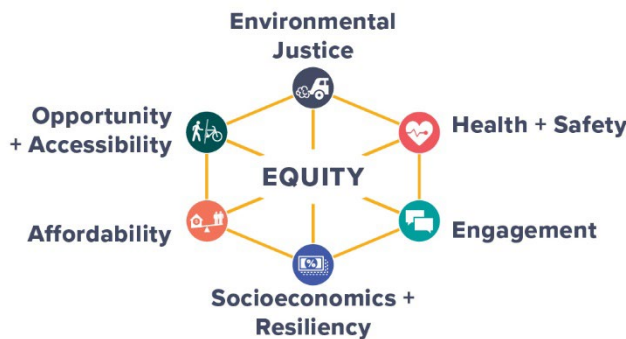 Environmental
Justice
Opportunity
+ Accessibility
Health + Safety
EQUITY
Affordability
Engagement
%
Socioeconomics +
Resiliency